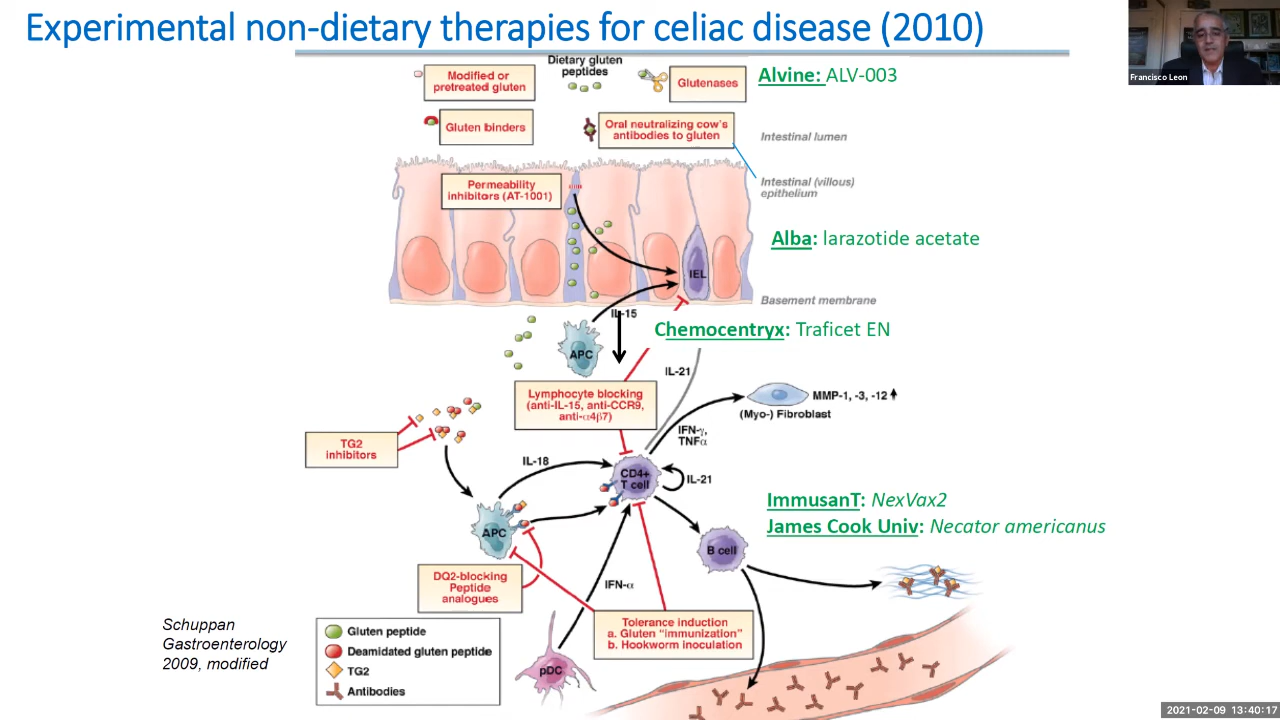 Experimental non-dietary therapies for celiac disease (2010)
Francisco Leon
Modified or
pretreated gluten
Dietary gluten
peptides
Glutenases
Alvine: ALV-003
Gluten binders
Oral neutralizing cow's
antibodies to gluten
Intestinal lumen
Permeability
inhibitors (AT-1001)
Intestinal (villous)
epithelium
Alba: larazotide acetate
IEL
Basement membrane
IL-15
Chemocentryx: Traficet EN
APC
IL-21
Lymphocyte blocking
(anti-IL-15, anti-CCR9,
anti-α4β7)
MMP-1, -3, -12
(Myo-) Fibroblast
IFN-γ,
TNFα
TG2
inhibitors
IL-18
CD4+
T cell
IL-21
ImmusanT: NexVax2
James Cook Univ: Necator americanus
APC
B cell
DQ2-blocking
Peptide
analogues
IFN-α
Tolerance induction
a. Gluten "immunization"
b. Hookworm inoculation
Schuppan
Gastroenterology
2009, modified
Gluten peptide
Deamidated gluten peptide
TG2
Antibodies
pDC
2021-02-09 13:40:17